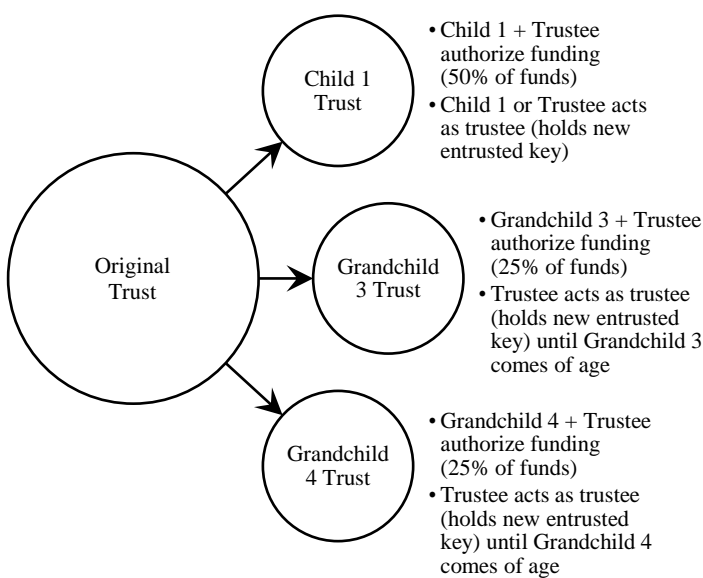 Child 1
Trust
• Child 1 + Trustee
authorize funding
(50% of funds)
• Child 1 or Trustee acts
as trustee (holds new
entrusted key)
Original
Trust
Grandchild
3 Trust
• Grandchild 3 + Trustee
authorize funding
(25% of funds)
• Trustee acts as trustee
(holds new entrusted
key) until Grandchild 3
comes of age
Grandchild
4 Trust
• Grandchild 4 + Trustee
authorize funding
(25% of funds)
• Trustee acts as trustee
(holds new entrusted
key) until Grandchild 4
comes of age